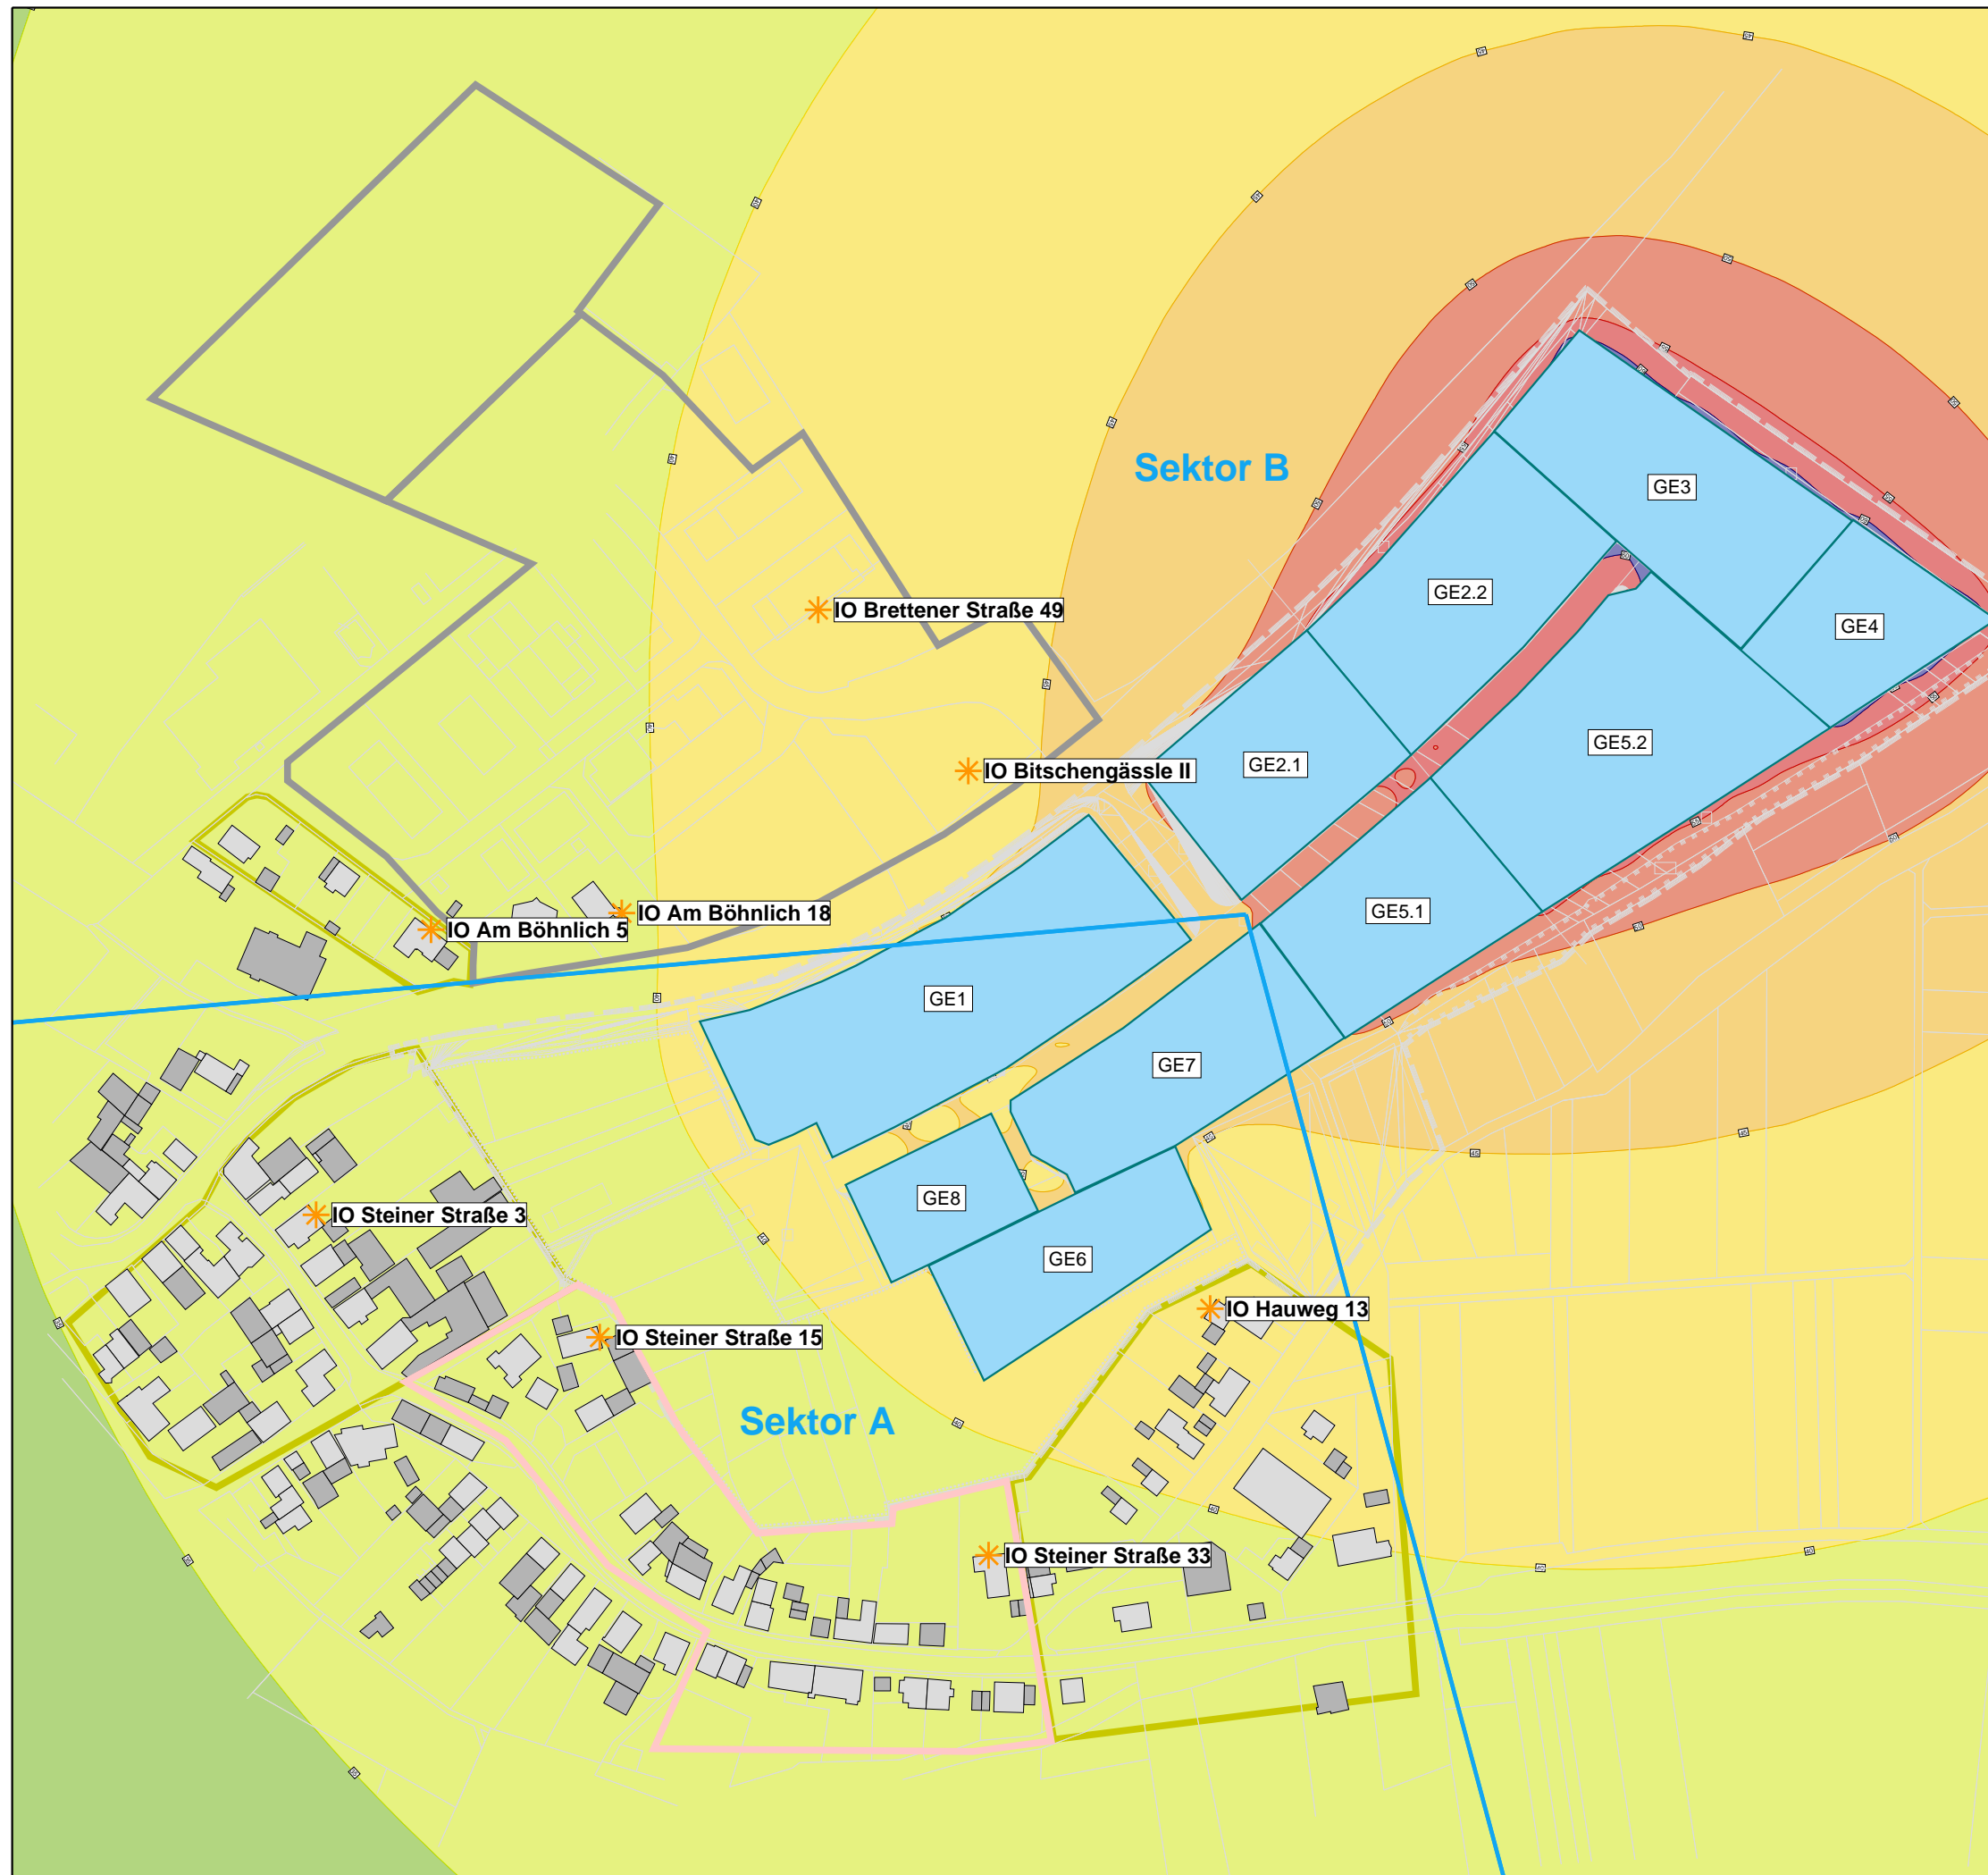 Sektor B
GE3
GE2.2
IO Brettener Straße 49
GE4
GE5.2
GE2.1
IO Bitschengässle II
GE5.1
IO Am Böhnlich 18
IO Am Böhnlich 5
GE1
GE7
GE8
IO Steiner Straße 3
GE6
IO Hauweg 13
IO Steiner Straße 15
Sektor A
IO Steiner Straße 33